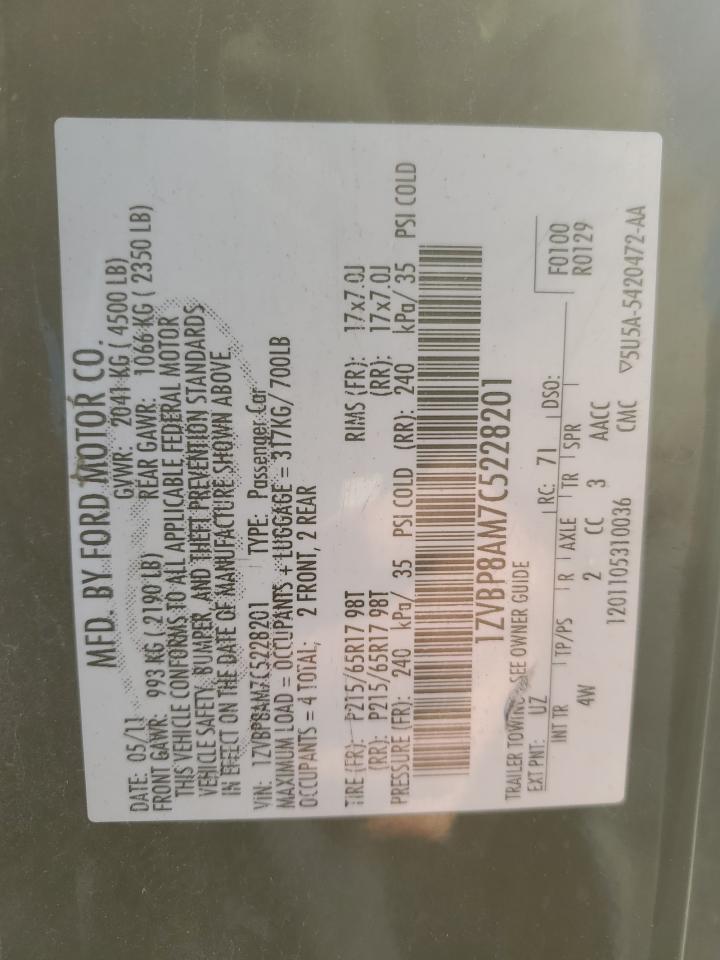 MFD. BY FORD MOTOR CO.
DATE: 05/11 GVWR: 2041 KG ( 4500 LB)
FRONT GAWR: 993 KG ( 2190 LB) REAR GAWR: 1066 KG ( 2350 LB)
THIS VEHICLE CONFORMS TO ALL APPLICABLE FEDERAL MOTOR
VEHICLE SAFETY, BUMPER, AND THEFT PREVENTION STANDARDS
IN EFFECT ON THE DATE OF MANUFACTURE SHOWN ABOVE.
VIN: 1ZVBP8AM7C5228201 TYPE: Passenger Car
MAXIMUM LOAD = OCCUPANTS + LUGGAGE = 317KG/ 700LB
OCCUPANTS = 4 TOTAL; 2 FRONT, 2 REAR
TIRE (FR): P215/65R17 98T RIMS (FR): 17x7.0J
(RR): P215/65R17 98T (RR): 17x7.0J
PRESSURE (FR): 240 kPa/ 35 PSI COLD (RR): 240 kPa/ 35 PSI COLD
1ZVBP8AM7C5228201
TRAILER TOWING - SEE OWNER GUIDE F0100
EXT PNT: UZ RC: 71 DSO: R0129
INT TR TP/PS R AXLE TR SPR
4W 2 CC 3 AACC
1201105310036 CMC ▽5U5A-5420472-AA